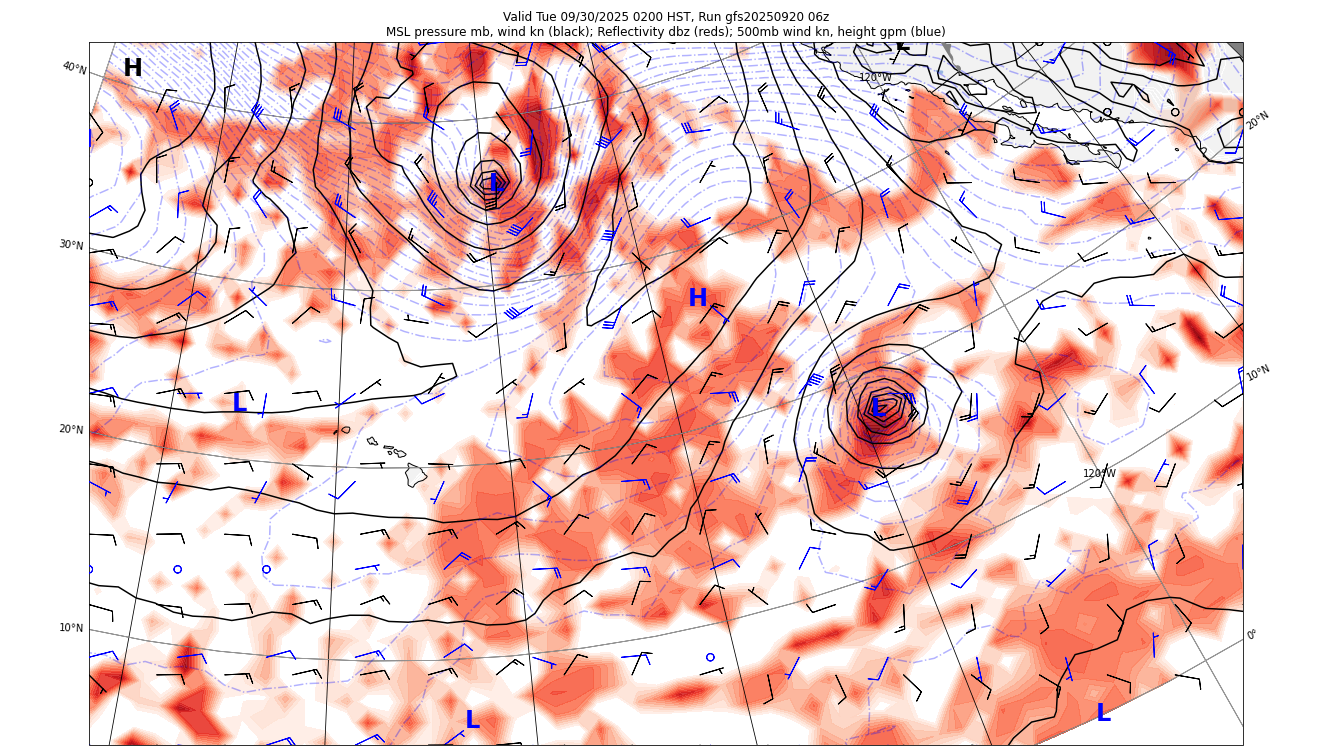 Valid Tue 09/30/2025 0200 HST, Run gfs20250920 06z
MSL pressure mb, wind kn (black); Reflectivity dbz (reds); 500mb wind kn, height gpm (blue)
L
40°N
H
120°W
20°N
L
30°N
H
10°N
L
L
20°N
120°W
10°N
0°
L
L